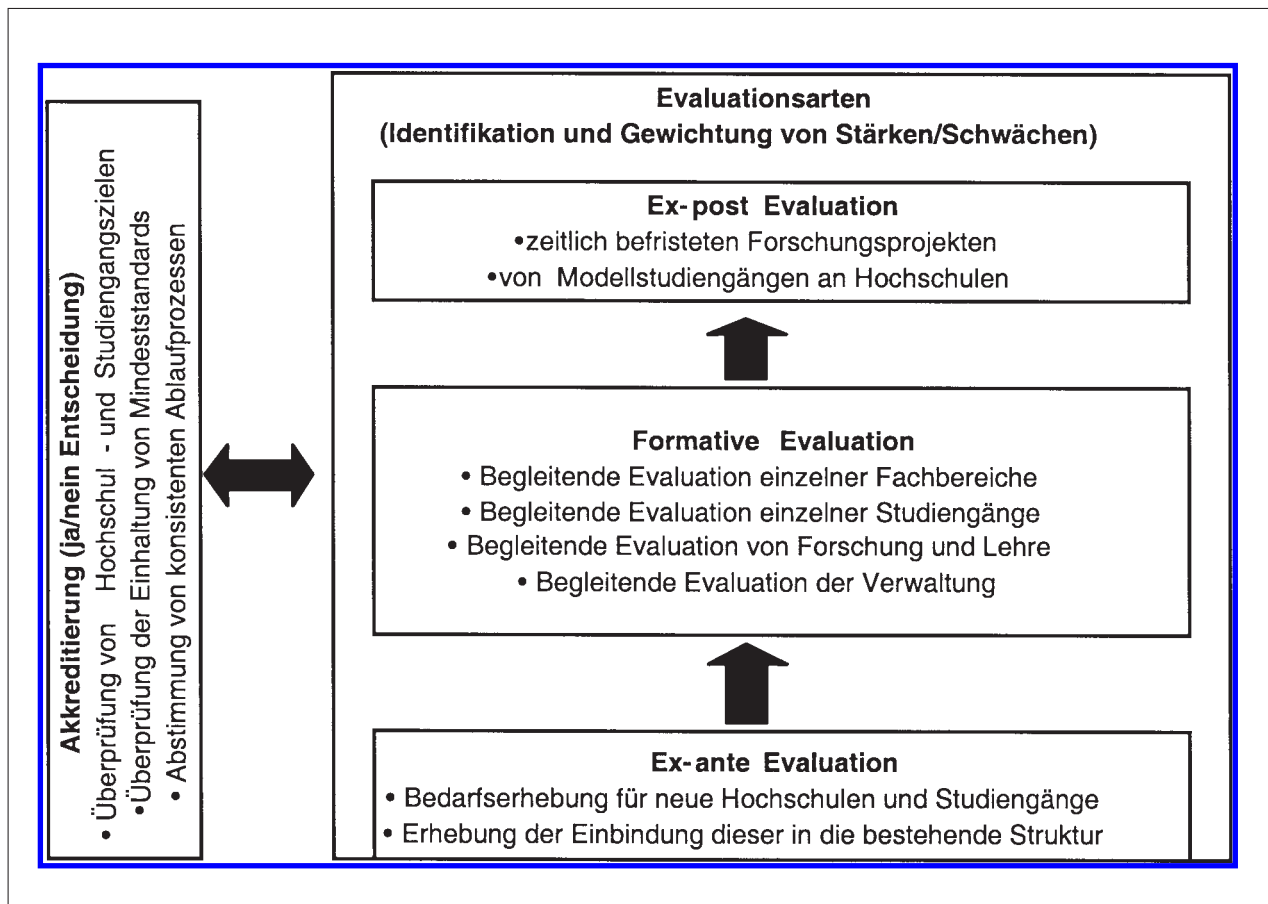 Akkreditierung (ja/nein Entscheidung)
• Überprüfung von Hochschul - und Studiengangszielen
•Überprüfung der Einhaltung von Mindeststandards
• Abstimmung von konsistenten Ablaufprozessen
Evaluationsarten
(Identifikation und Gewichtung von Stärken/Schwächen)
Ex-post Evaluation
•zeitlich befristeten Forschungsprojekten
•von Modellstudiengängen an Hochschulen
Formative Evaluation
• Begleitende Evaluation einzelner Fachbereiche
• Begleitende Evaluation einzelner Studiengänge
• Begleitende Evaluation von Forschung und Lehre
• Begleitende Evaluation der Verwaltung
Ex-ante Evaluation
• Bedarfserhebung für neue Hochschulen und Studiengänge
• Erhebung der Einbindung dieser in die bestehende Struktur